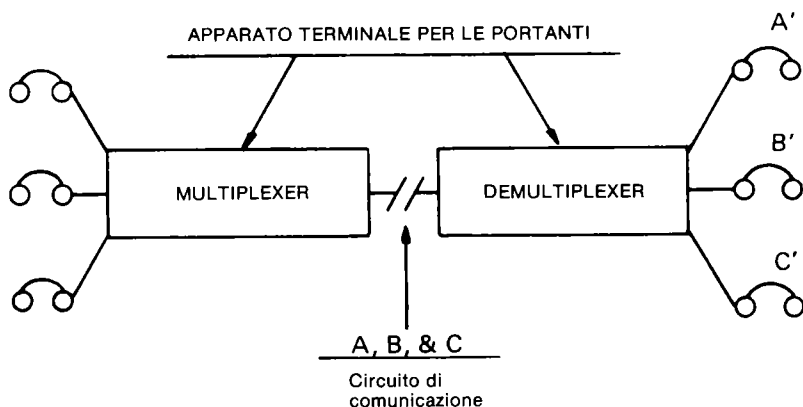 APPARATO TERMINALE PER LE PORTANTI
A′
B′
MULTIPLEXER
DEMULTIPLEXER
C′
A, B, & C
Circuito di
comunicazione